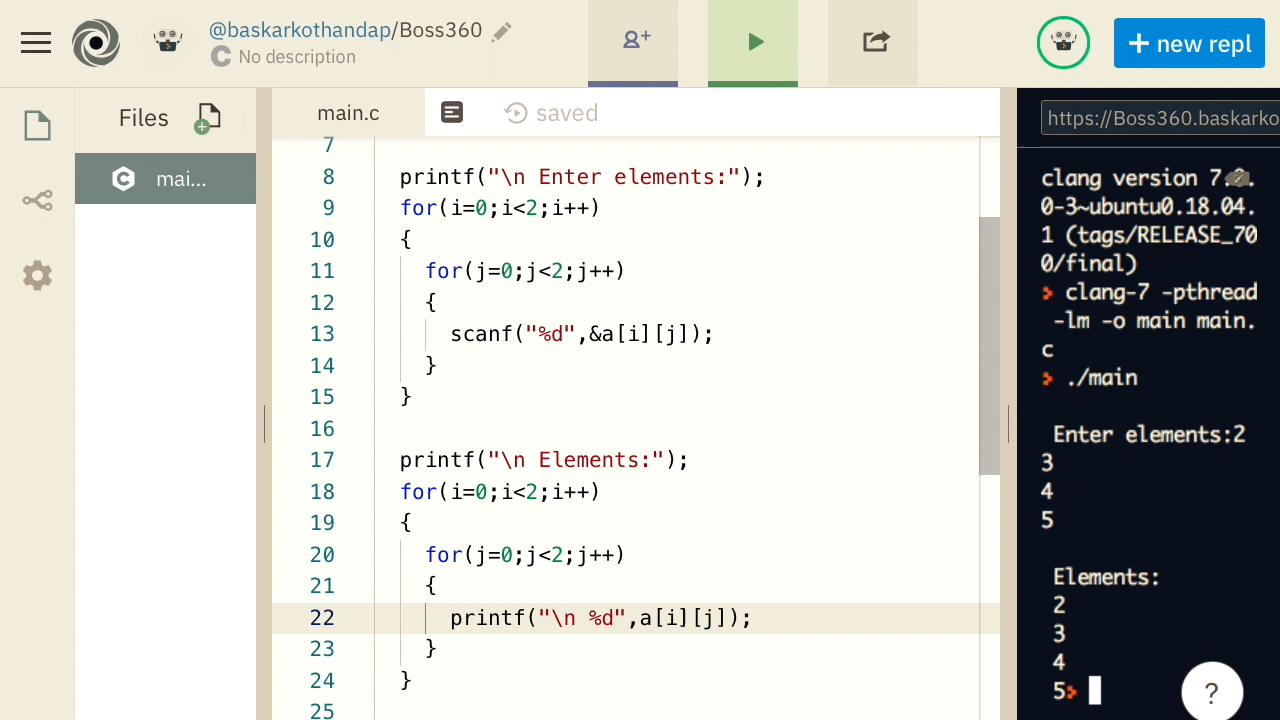 @baskarkothandap/Boss360
No description
+ new repl
Files
main.c
saved
https://Boss360.baskarko
mai...
7
8 printf("\n Enter elements:");
9 for(i=0;i<2;i++)
10 {
11 for(j=0;j<2;j++)
12 {
13 scanf("%d",&a[i][j]);
14 }
15 }
16
17 printf("\n Elements:");
18 for(i=0;i<2;i++)
19 {
20 for(j=0;j<2;j++)
21 {
22 printf("\n %d",a[i][j]);
23 }
24 }
25
clang version 7.
0-3~ubuntu0.18.04.
1 (tags/RELEASE_70
0/final)
> clang-7 -pthread
-lm -o main main.
c
> ./main
Enter elements:2
3
4
5
Elements:
2
3
4
5>
?